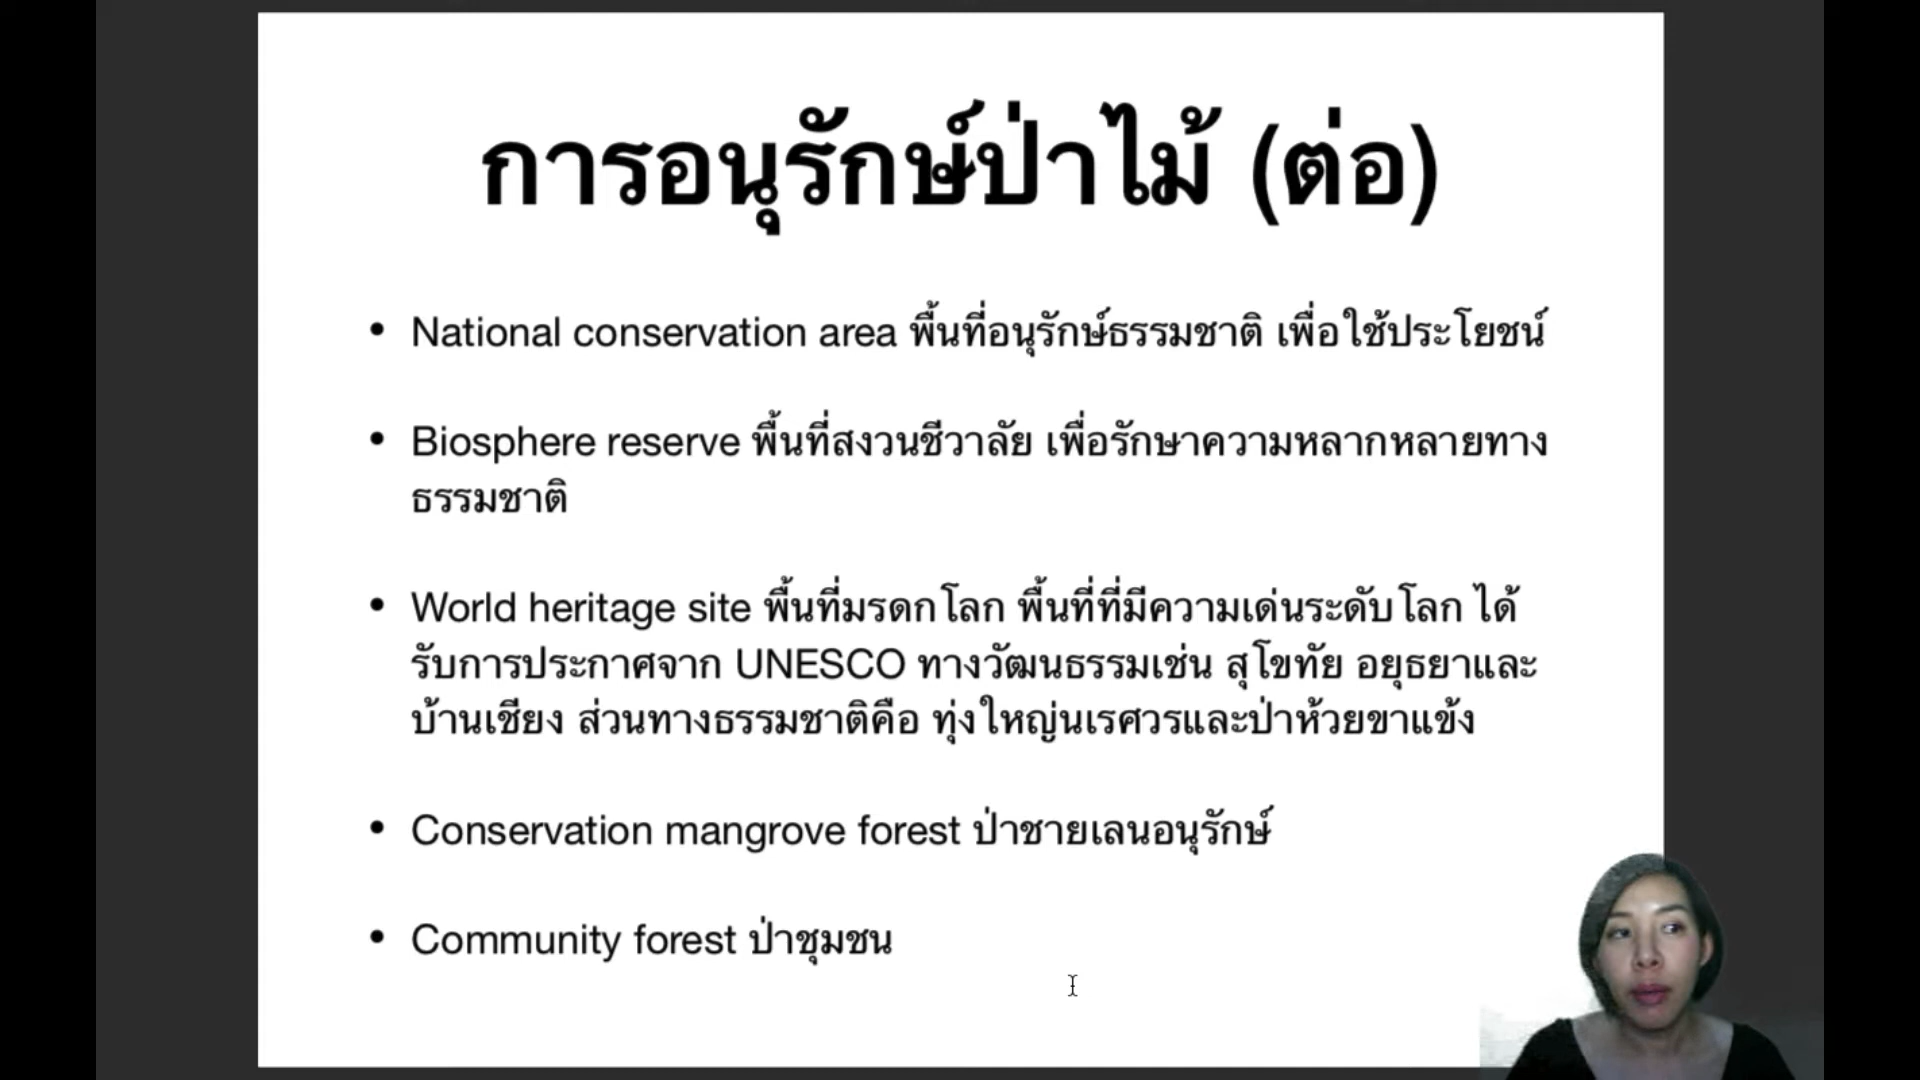 การอนุรักษ์ป่าไม้ (ต่อ)
• National conservation area พื้นที่อนุรักษ์ธรรมชาติ เพื่อใช้ประโยชน์
• Biosphere reserve พื้นที่สงวนชีวาลัย เพื่อรักษาความหลากหลายทาง
ธรรมชาติ
• World heritage site พื้นที่มรดกโลก พื้นที่ที่มีความเด่นระดับโลก ได้
รับการประกาศจาก UNESCO ทางวัฒนธรรมเช่น สุโขทัย อยุธยาและ
บ้านเชียง ส่วนทางธรรมชาติคือ ทุ่งใหญ่นเรศวรและป่าห้วยขาแข้ง
• Conservation mangrove forest ป่าชายเลนอนุรักษ์
• Community forest ป่าชุมชน